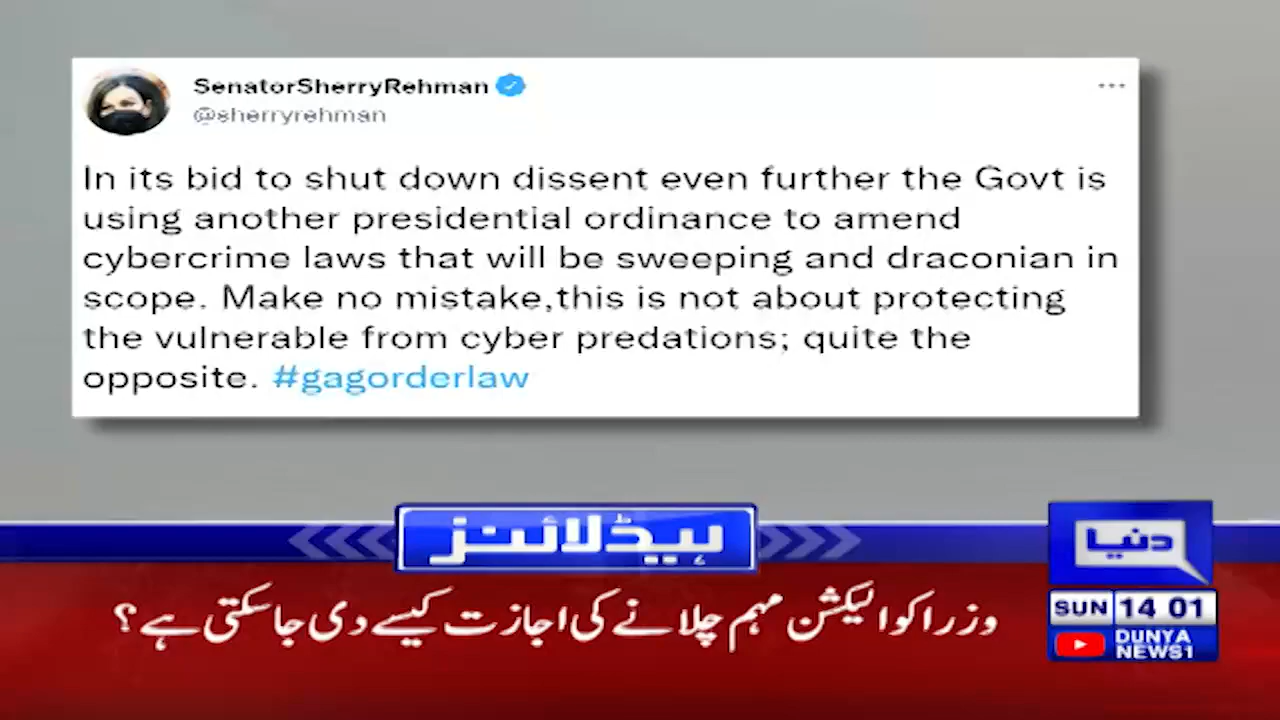 SenatorSherryRehman
@sherryrehman
In its bid to shut down dissent even further the Govt is
using another presidential ordinance to amend
cybercrime laws that will be sweeping and draconian in
scope. Make no mistake,this is not about protecting
the vulnerable from cyber predations; quite the
opposite. #gagorderlaw
ہیڈلائنز
دنیا
وزرا کو الیکشن مہم چلانے کی اجازت کیسے دی جاسکتی ہے؟
SUN 14 01
DUNYA
NEWS1